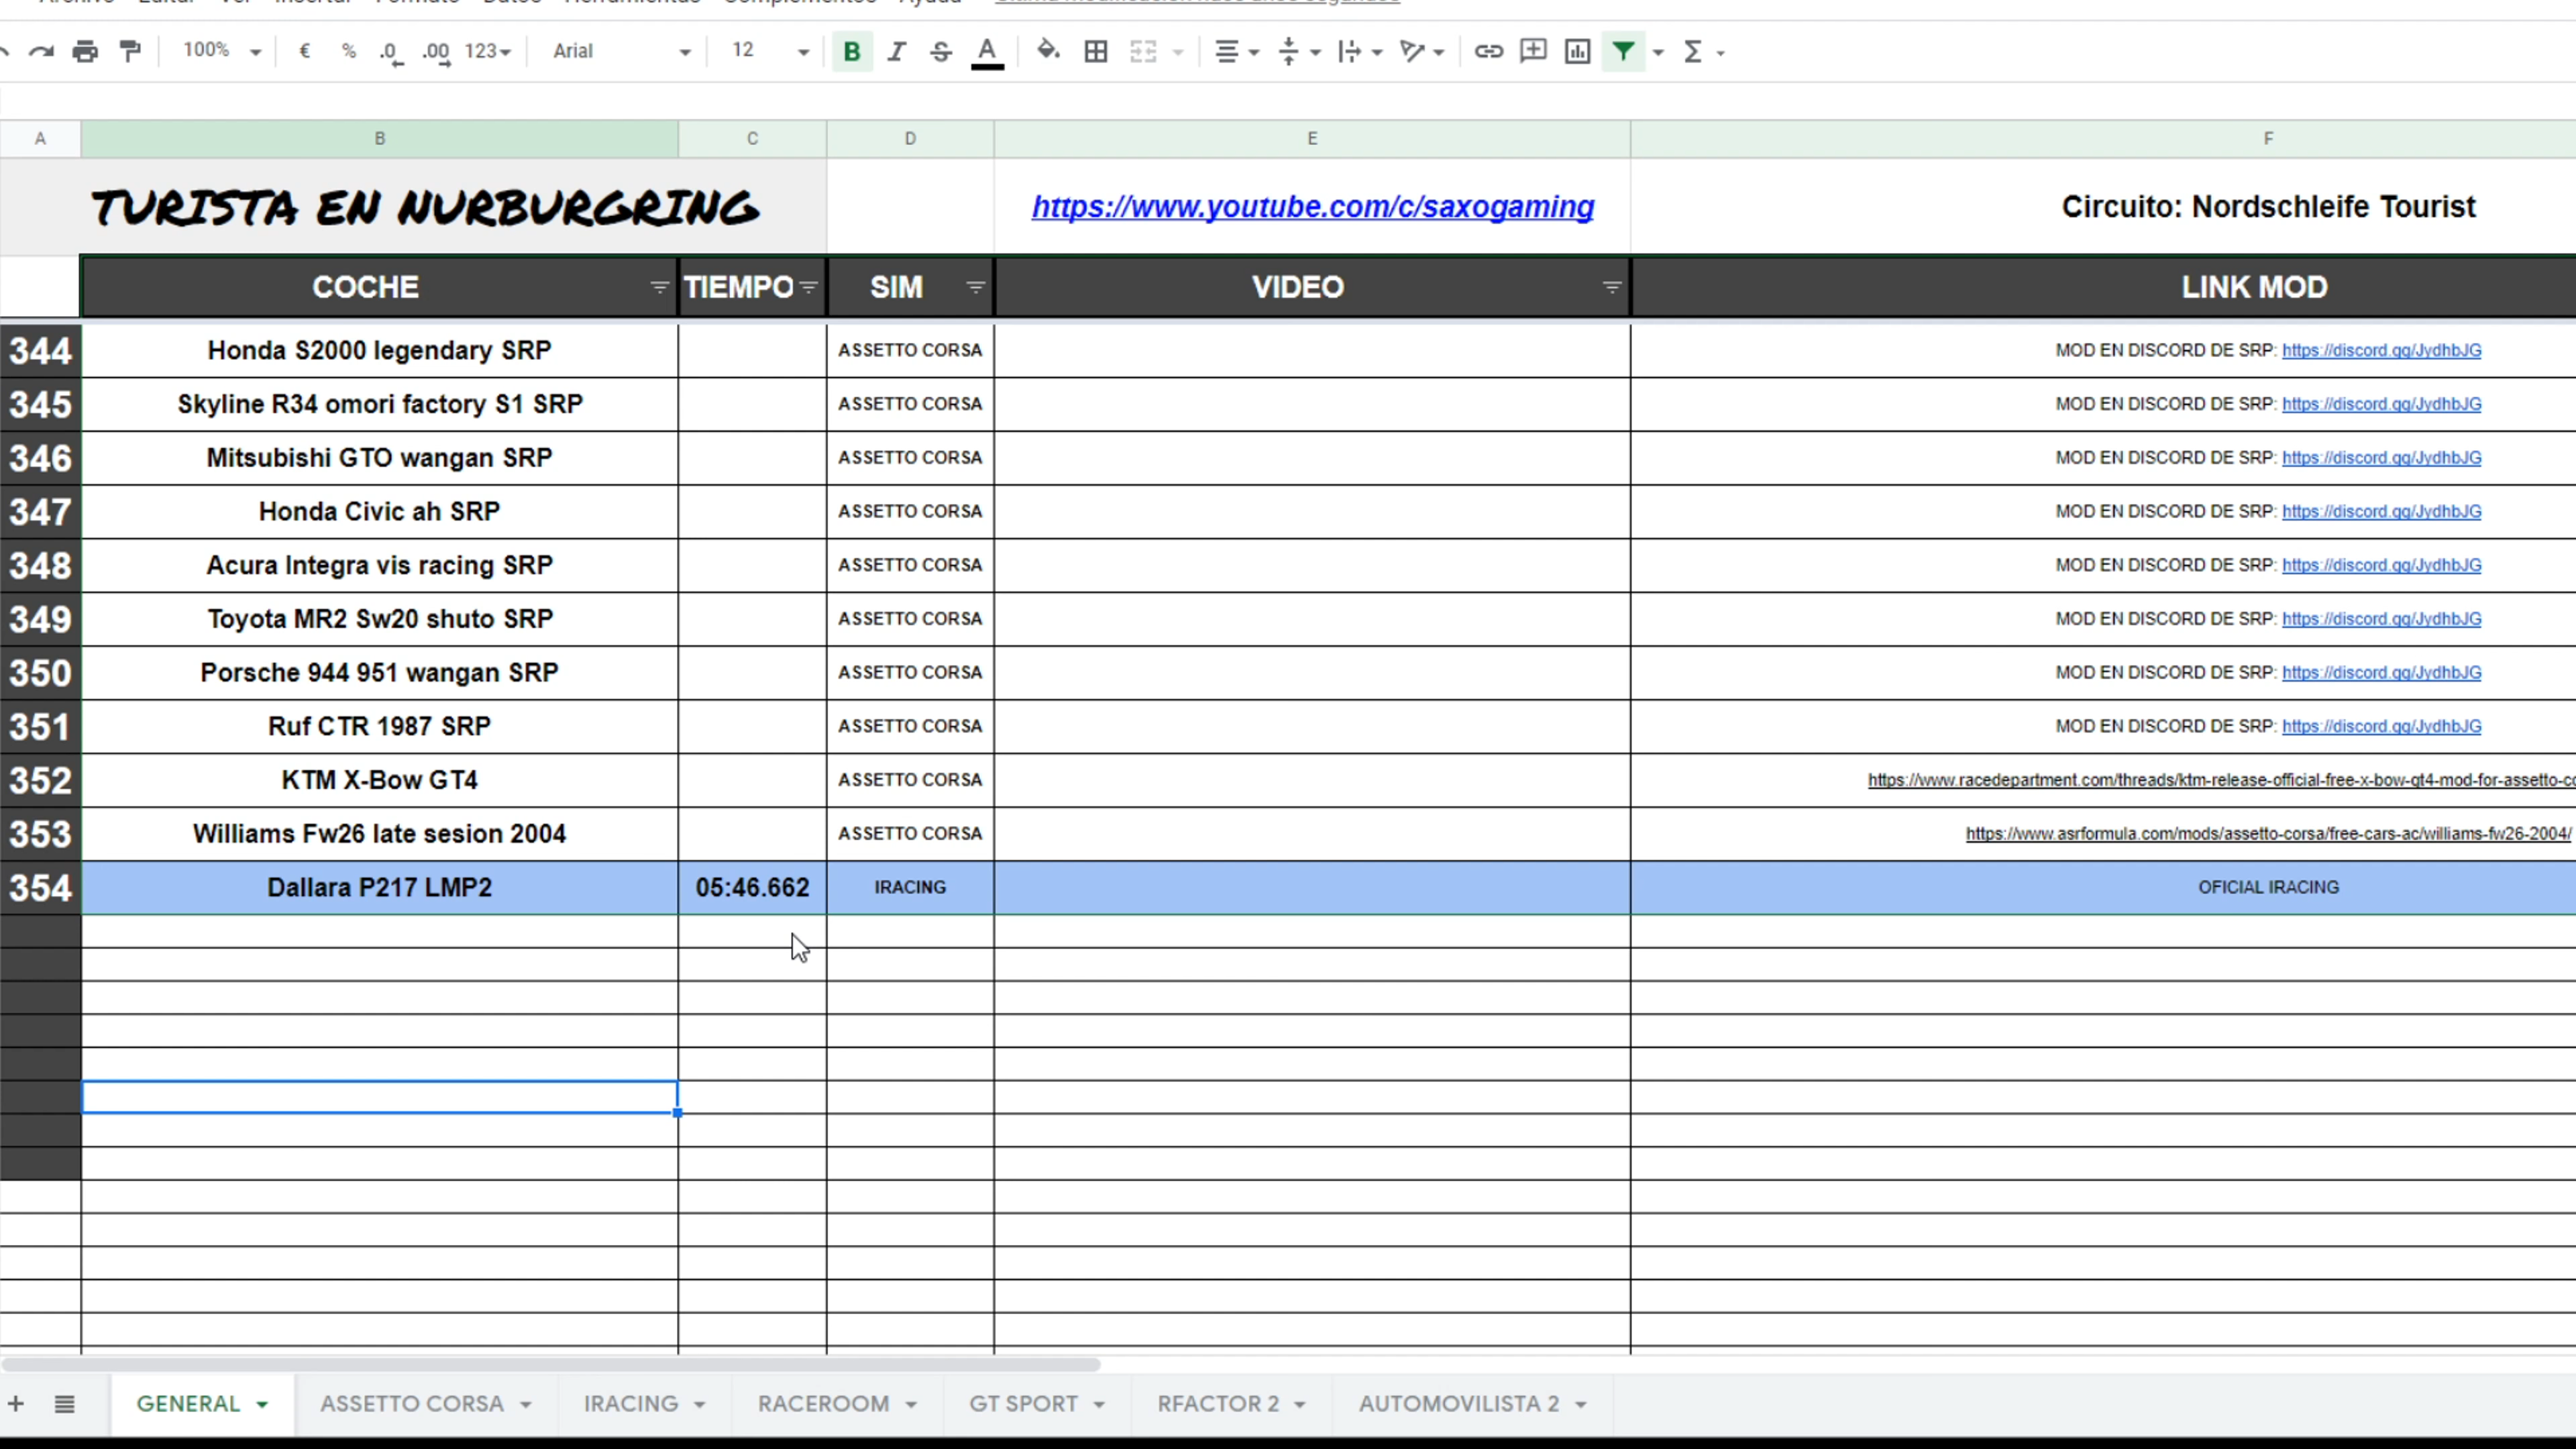 100% € % .0 .00 123 Arial 12 B I S A Σ
A B C D E F
TURISTA EN NURBURGRING https://www.youtube.com/c/saxogaming Circuito: Nordschleife Tourist
COCHE TIEMPO SIM VIDEO LINK MOD
344 Honda S2000 legendary SRP ASSETTO CORSA MOD EN DISCORD DE SRP: https://discord.gg/JydhbJG
345 Skyline R34 omori factory S1 SRP ASSETTO CORSA MOD EN DISCORD DE SRP: https://discord.gg/JydhbJG
346 Mitsubishi GTO wangan SRP ASSETTO CORSA MOD EN DISCORD DE SRP: https://discord.gg/JydhbJG
347 Honda Civic ah SRP ASSETTO CORSA MOD EN DISCORD DE SRP: https://discord.gg/JydhbJG
348 Acura Integra vis racing SRP ASSETTO CORSA MOD EN DISCORD DE SRP: https://discord.gg/JydhbJG
349 Toyota MR2 Sw20 shuto SRP ASSETTO CORSA MOD EN DISCORD DE SRP: https://discord.gg/JydhbJG
350 Porsche 944 951 wangan SRP ASSETTO CORSA MOD EN DISCORD DE SRP: https://discord.gg/JydhbJG
351 Ruf CTR 1987 SRP ASSETTO CORSA MOD EN DISCORD DE SRP: https://discord.gg/JydhbJG
352 KTM X-Bow GT4 ASSETTO CORSA https://www.racedepartment.com/threads/ktm-release-official-free-x-bow-gt4-mod-for-assetto-co
353 Williams Fw26 late sesion 2004 ASSETTO CORSA https://www.asrformula.com/mods/assetto-corsa/free-cars-ac/williams-fw26-2004/
354 Dallara P217 LMP2 05:46.662 IRACING OFICIAL IRACING
GENERAL ASSETTO CORSA IRACING RACEROOM GT SPORT RFACTOR 2 AUTOMOVILISTA 2